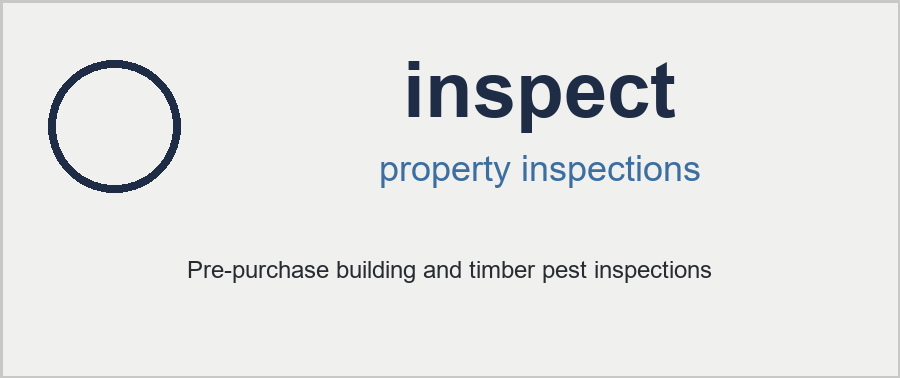 inspect
property inspections
Pre-purchase building and timber pest inspections